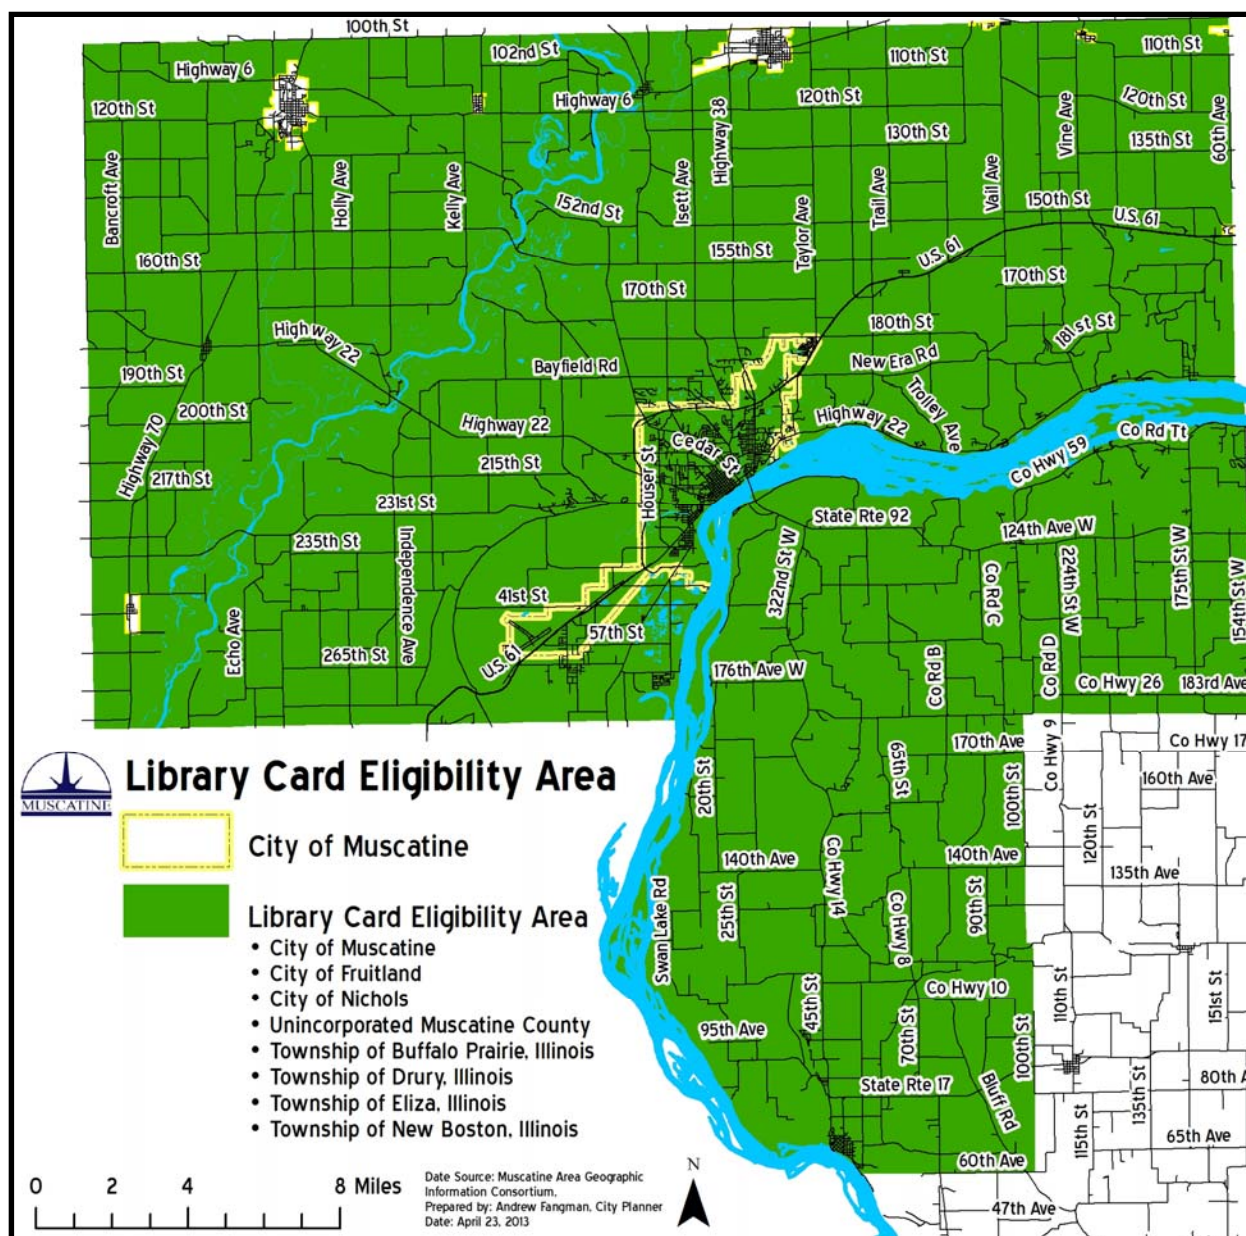 100th St
102nd St
Highway 6
110th St
110th St
120th St
Highway 6
120th St
120th St
Highway 38
Vine Ave
60th Ave
130th St
135th St
Bancroft Ave
Holly Ave
Kelly Ave
152nd St
Isett Ave
Taylor Ave
Trail Ave
Vail Ave
150th St
U.S. 61
160th St
155th St
U.S. 61
170th St
170th St
Highway 22
180th St
181st St
190th St
Bayfield Rd
New Era Rd
200th St
Highway 22
Trolley Ave
Highway 22
Highway 70
Cedar St
Co Rd Tt
Co Hwy 59
217th St
215th St
Houser St
231st St
State Rte 92
124th Ave W
235th St
Independence Ave
322nd St W
Co Rd C
224th St W
175th St W
154th St W
41st St
57th St
Echo Ave
265th St
U.S. 61
176th Ave W
Co Rd B
Co Rd D
Co Hwy 26
183rd Ave
MUSCATINE
Library Card Eligibility Area
City of Muscatine
Library Card Eligibility Area
• City of Muscatine
• City of Fruitland
• City of Nichols
• Unincorporated Muscatine County
• Township of Buffalo Prairie, Illinois
• Township of Drury, Illinois
• Township of Eliza, Illinois
• Township of New Boston, Illinois
170th Ave
Co Hwy 9
Co Hwy 17
20th St
65th St
100th St
160th Ave
120th St
140th Ave
Co Hwy 14
140th Ave
135th Ave
Swan Lake Rd
25th St
Co Hwy 8
90th St
45th St
Co Hwy 10
110th St
151st St
95th Ave
70th St
100th St
State Rte 17
Bluff Rd
115th St
135th St
80th A
65th Ave
60th Ave
47th Ave
0 2 4 8 Miles
Date Source: Muscatine Area Geographic
Information Consortium,
Prepared by: Andrew Fangman, City Planner
Date: April 23, 2013
N